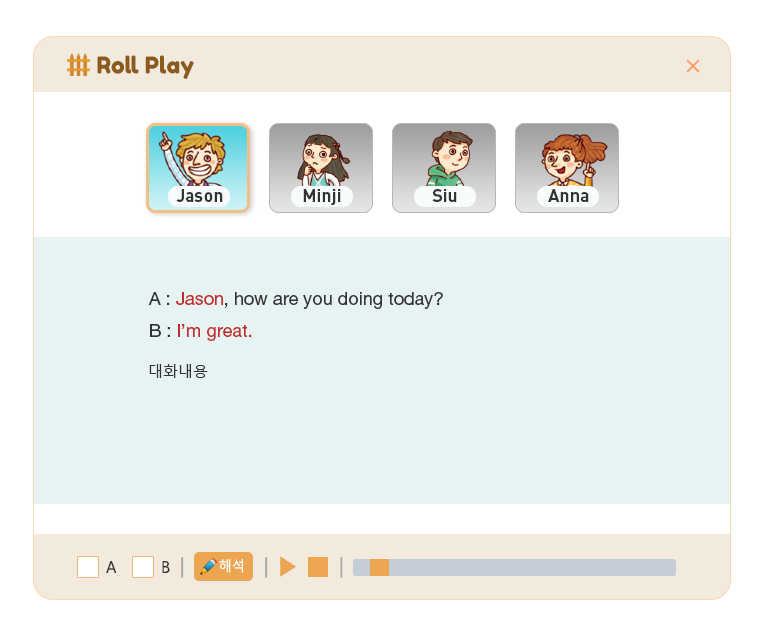 Roll Play
Jason
Minji
Siu
Anna
A : Jason, how are you doing today?
B : I'm great.
대화내용
A
B
해석